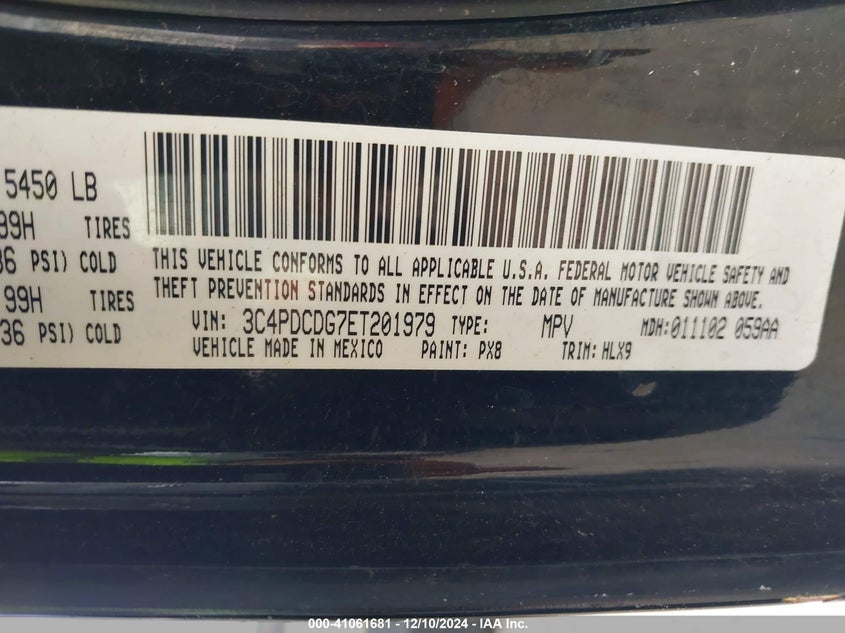 5450 LB
99H TIRES
36 PSI) COLD
99H TIRES
36 PSI) COLD
THIS VEHICLE CONFORMS TO ALL APPLICABLE U.S.A. FEDERAL MOTOR VEHICLE SAFETY AND
THEFT PREVENTION STANDARDS IN EFFECT ON THE DATE OF MANUFACTURE SHOWN ABOVE.
VIN: 3C4PDCDG7ET201979 TYPE: MPV MDH:011102 059AA
VEHICLE MADE IN MEXICO PAINT: PX8 TRIM: HLX9
000-41061681 - 12/10/2024 - IAA Inc.